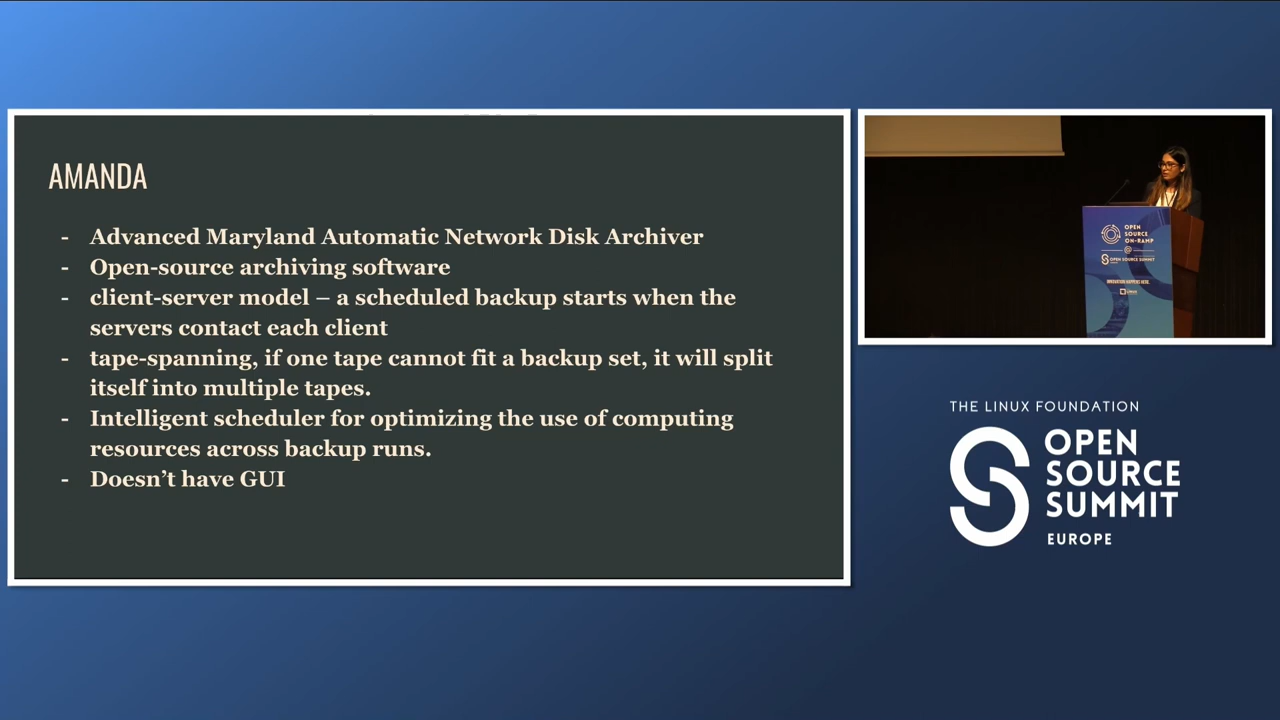 AMANDA
- Advanced Maryland Automatic Network Disk Archiver
- Open-source archiving software
- client-server model – a scheduled backup starts when the
servers contact each client
- tape-spanning, if one tape cannot fit a backup set, it will split
itself into multiple tapes.
- Intelligent scheduler for optimizing the use of computing
resources across backup runs.
- Doesn’t have GUI
OPEN
SOURCE
ON-RAMP
@
OPEN SOURCE SUMMIT
INNOVATION HAPPENS HERE.
THE LINUX FOUNDATION
OPEN
SOURCE
SUMMIT
EUROPE